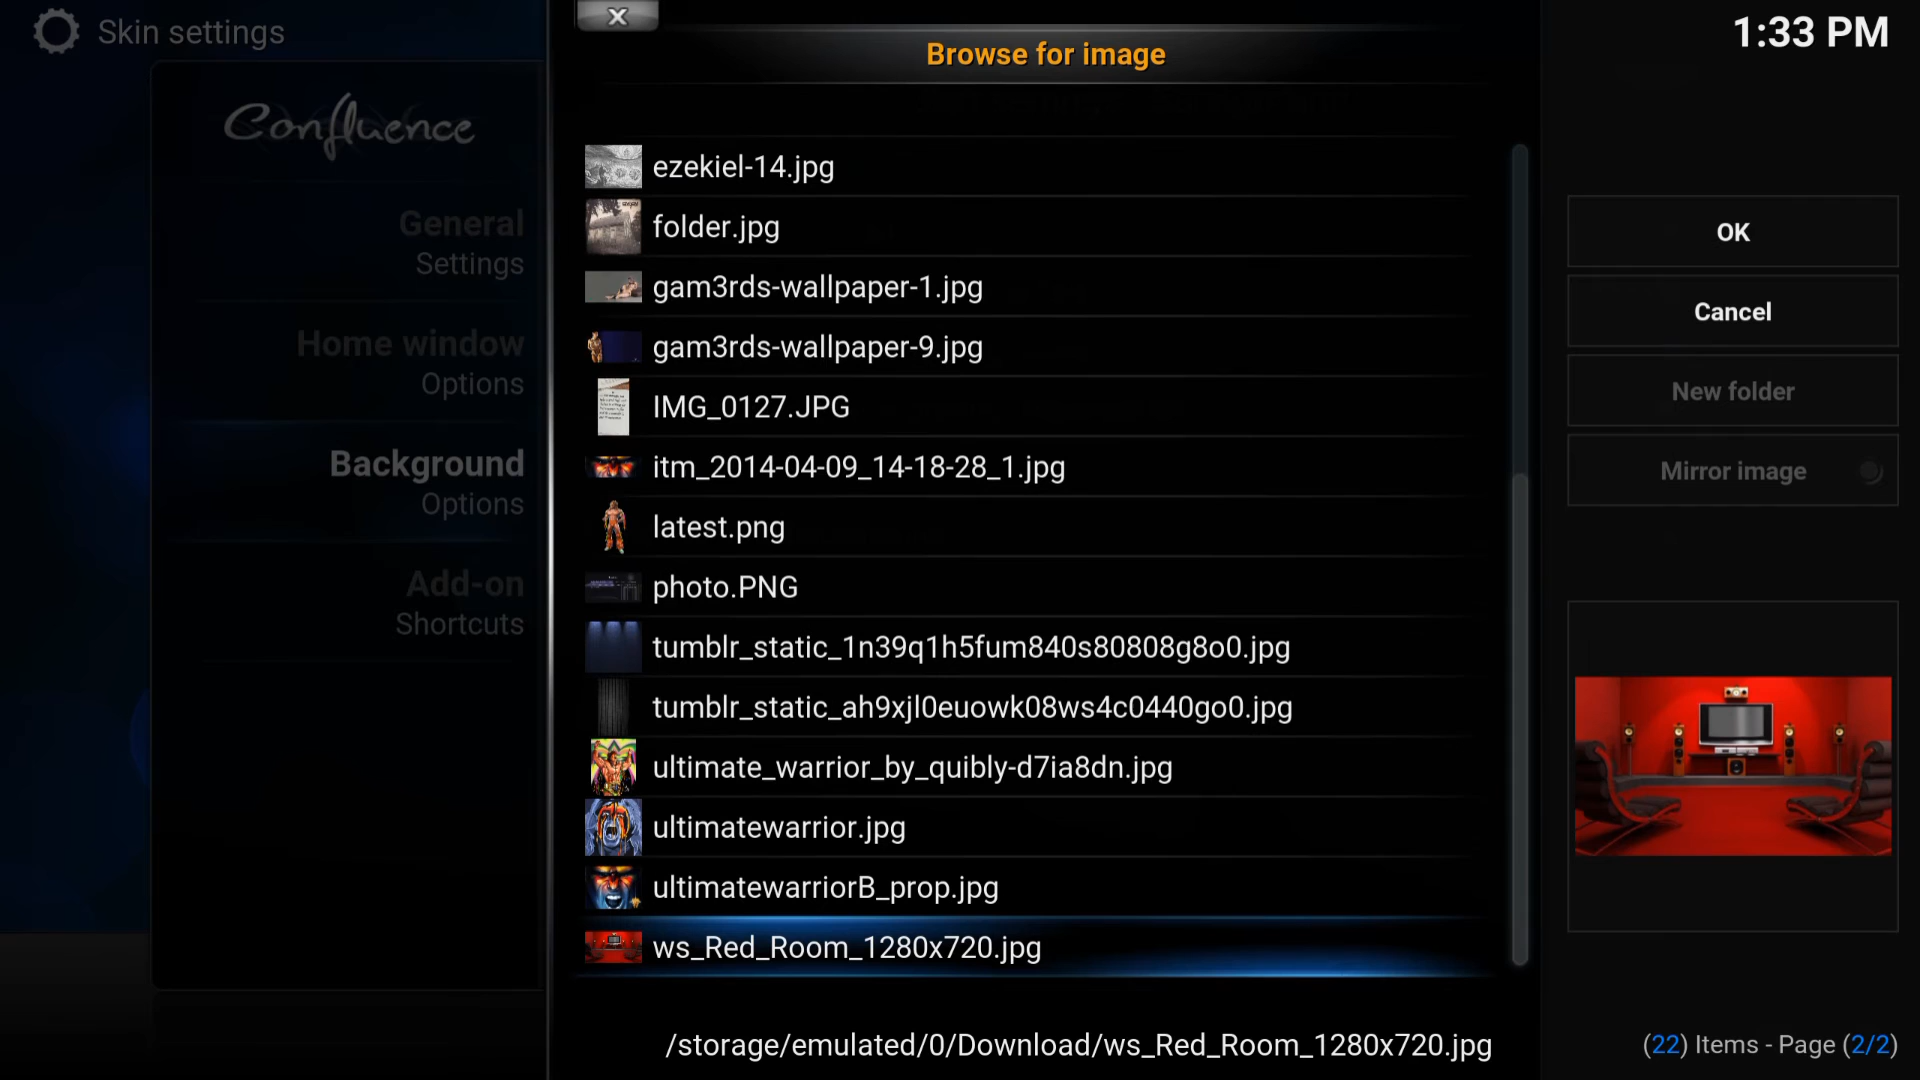 Skin settings
X
Browse for image
1:33 PM
Confluence
General
Settings
Home window
Options
Background
Options
Add-on
Shortcuts
ezekiel-14.jpg
folder.jpg
gam3rds-wallpaper-1.jpg
gam3rds-wallpaper-9.jpg
IMG_0127.JPG
itm_2014-04-09_14-18-28_1.jpg
latest.png
photo.PNG
tumblr_static_1n39q1h5fum840s80808g8o0.jpg
tumblr_static_ah9xjl0euowk08ws4c0440go0.jpg
ultimate_warrior_by_quibly-d7ia8dn.jpg
ultimatewarrior.jpg
ultimatewarriorB_prop.jpg
ws_Red_Room_1280x720.jpg
OK
Cancel
New folder
Mirror image
/storage/emulated/0/Download/ws_Red_Room_1280x720.jpg
(22) Items - Page (2/2)